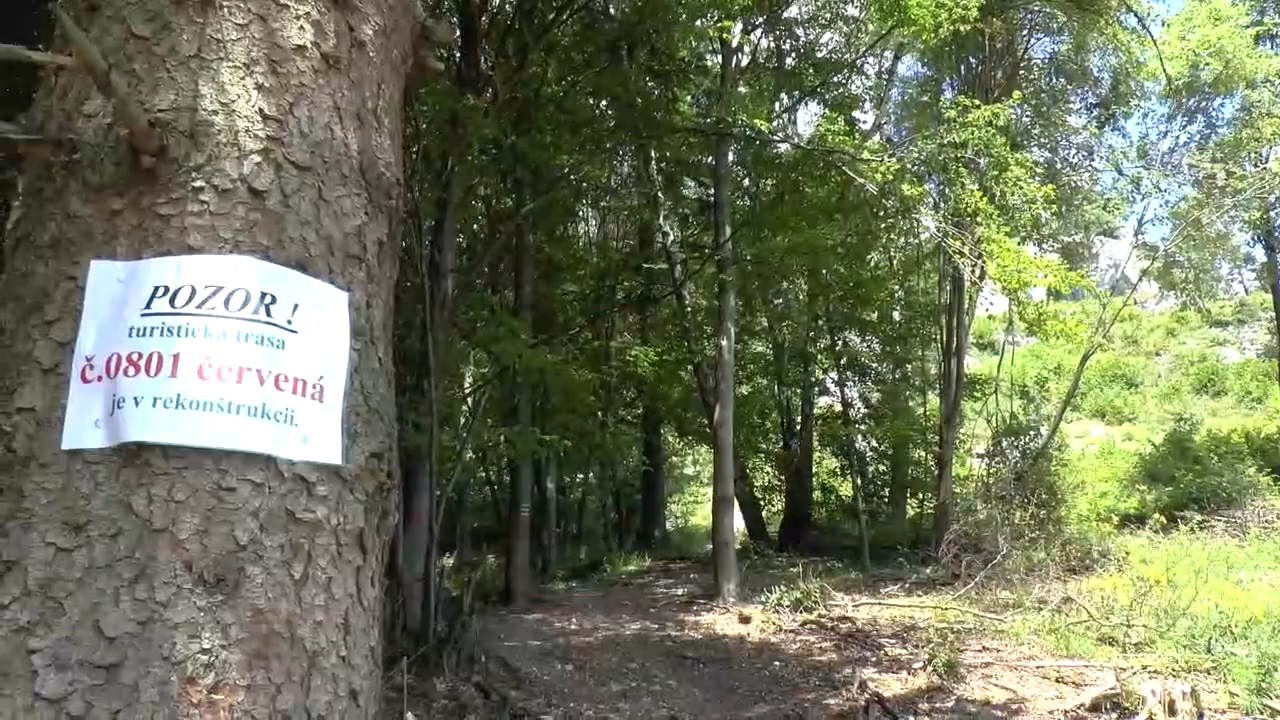 POZOR !
turistická trasa
č.0801 červená
je v rekonštrukcii.